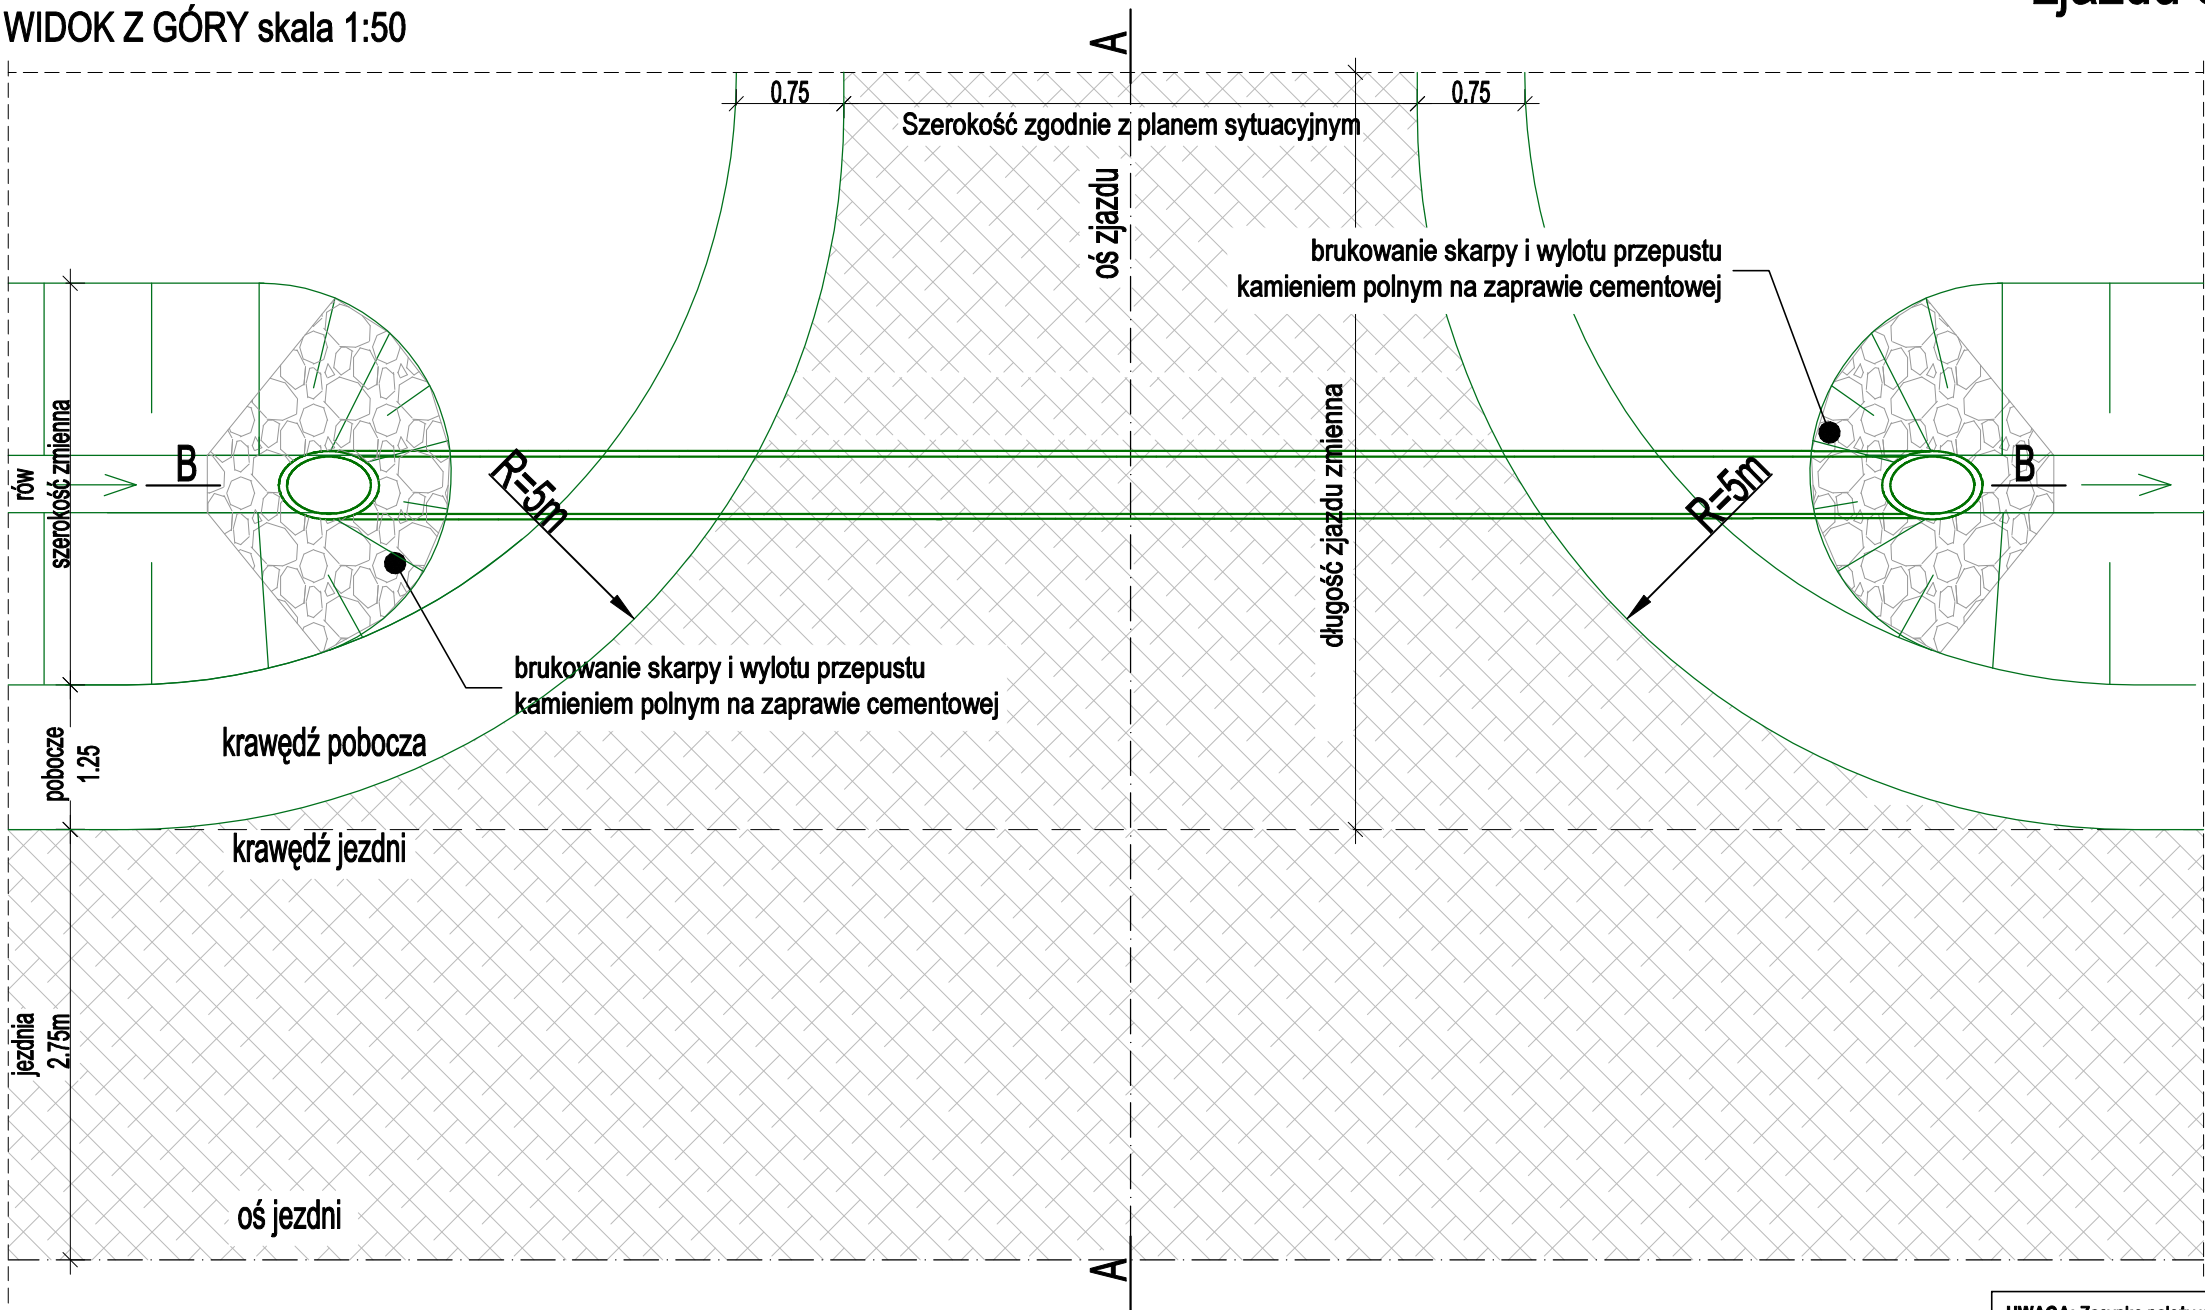 WIDOK Z GÓRY skala 1:50
A
0.75
0.75
Szerokość zgodnie z planem sytuacyjnym
oś zjazdu
brukowanie skarpy i wylotu przepustu
kamieniem polnym na zaprawie cementowej
rów
szerokość zmienna
B
R=5m
długość zjazdu zmienna
R=5m
B
brukowanie skarpy i wylotu przepustu
kamieniem polnym na zaprawie cementowej
pobocze
1.25
krawędź pobocza
krawędź jezdni
jezdnia
2.75m
oś jezdni
A